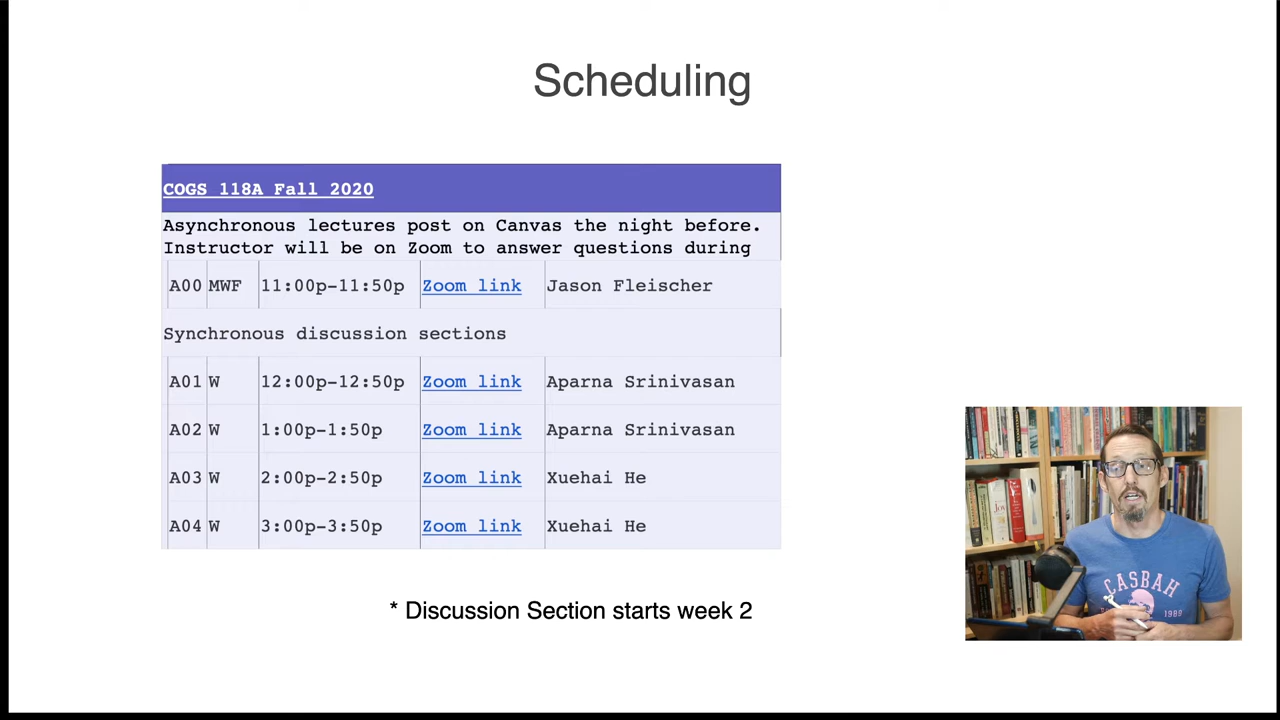 Scheduling
COGS 118A Fall 2020
Asynchronous lectures post on Canvas the night before.
Instructor will be on Zoom to answer questions during
A00 MWF 11:00p-11:50p Zoom link Jason Fleischer
Synchronous discussion sections
A01 W 12:00p-12:50p Zoom link Aparna Srinivasan
A02 W 1:00p-1:50p Zoom link Aparna Srinivasan
A03 W 2:00p-2:50p Zoom link Xuehai He
A04 W 3:00p-3:50p Zoom link Xuehai He
* Discussion Section starts week 2
CASBAH
1989